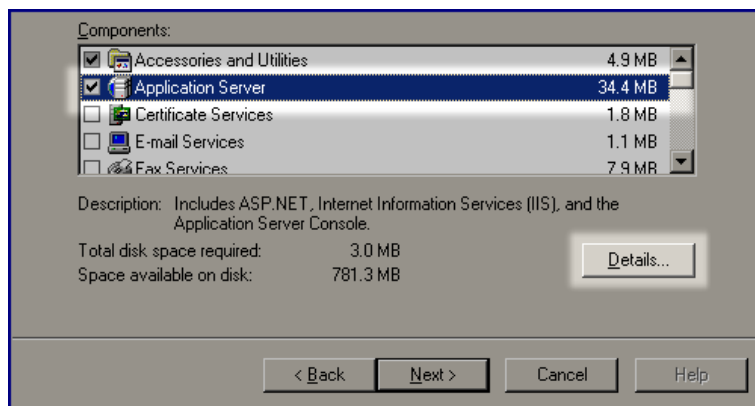 Components:
Accessories and Utilities 4.9 MB
Application Server 34.4 MB
Certificate Services 1.8 MB
E-mail Services 1.1 MB
Fax Services 7.9 MB
Description: Includes ASP.NET, Internet Information Services (IIS), and the
Application Server Console.
Total disk space required: 3.0 MB
Space available on disk: 781.3 MB
Details...
< Back Next > Cancel Help